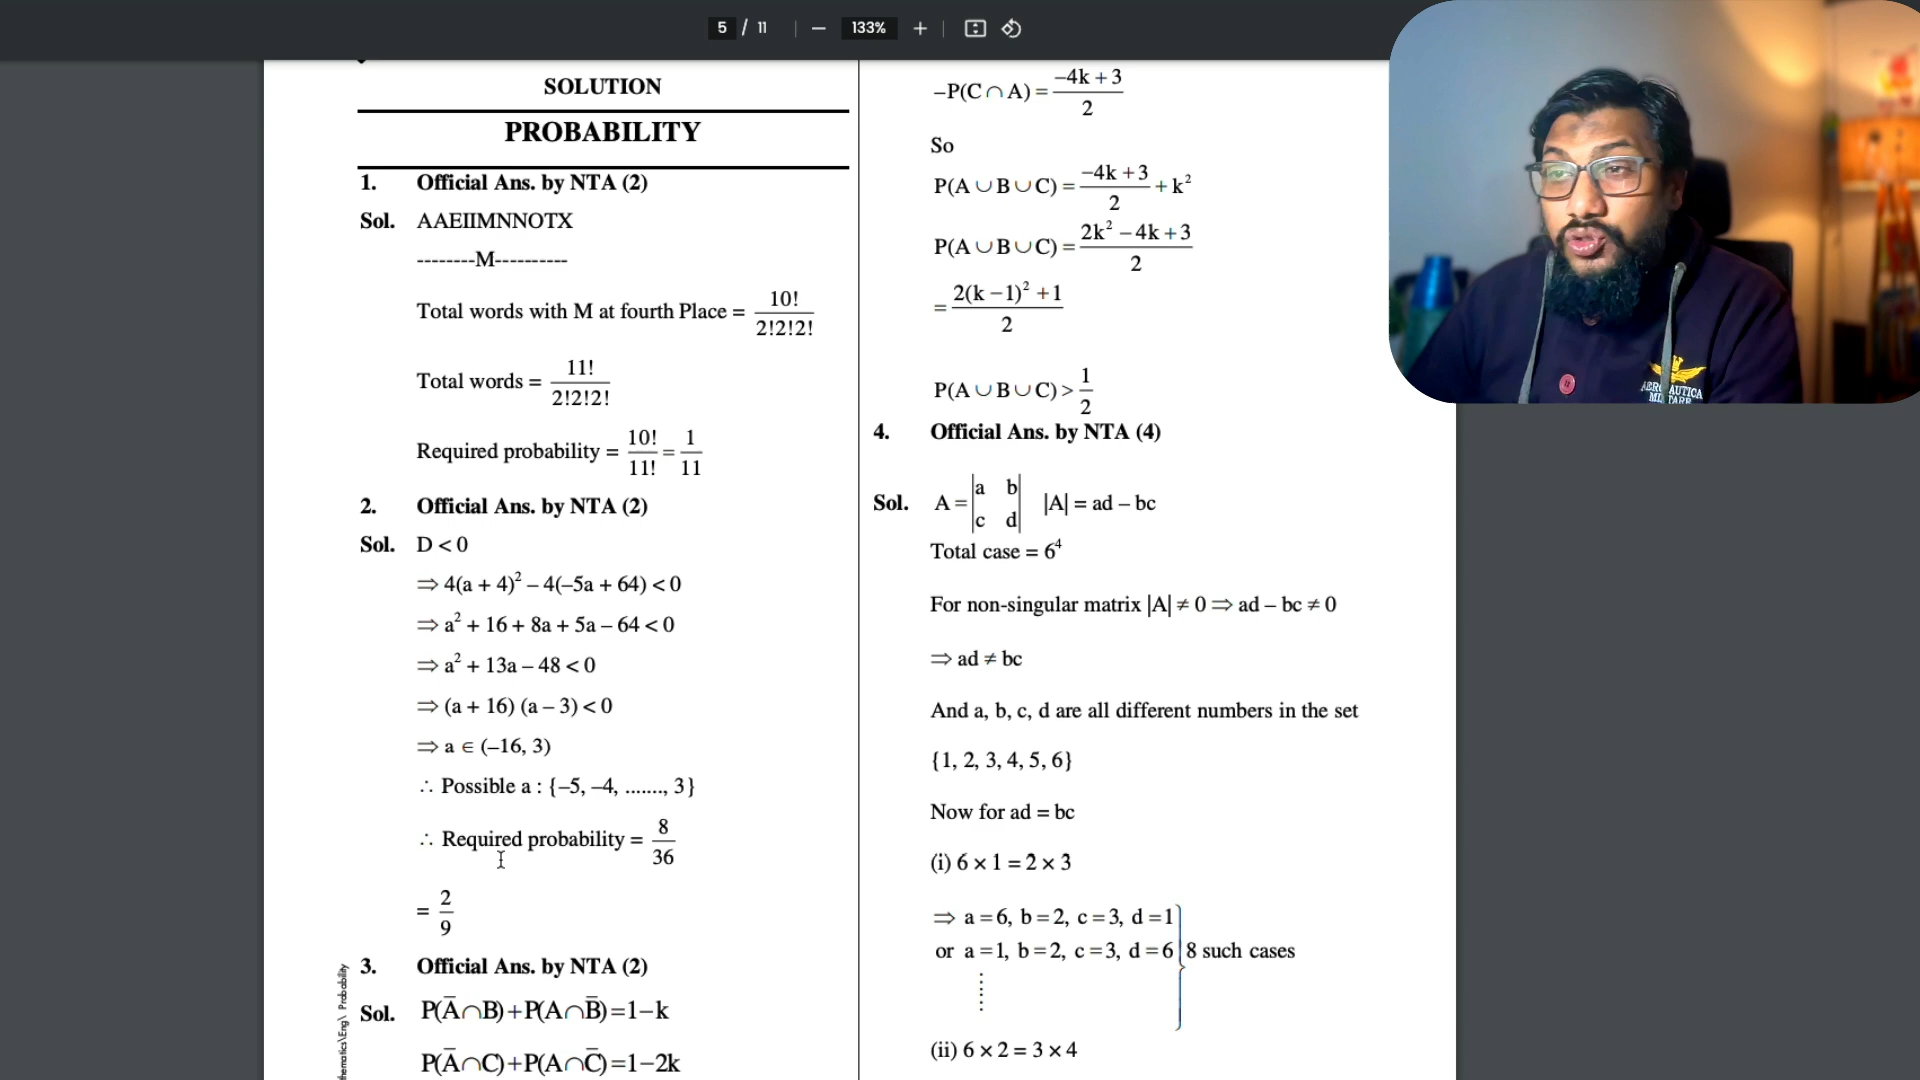 5 / 11 − 133% +
SOLUTION
PROBABILITY
1. Official Ans. by NTA (2)
Sol. AAEIIMNNOTX
--------M----------
Total words with M at fourth Place = 10!/2!2!2!
Total words = 11!/2!2!2!
Required probability = 10!/11! = 1/11
2. Official Ans. by NTA (2)
Sol. D < 0
⇒ 4(a + 4)² – 4(–5a + 64) < 0
⇒ a² + 16 + 8a + 5a – 64 < 0
⇒ a² + 13a – 48 < 0
⇒ (a + 16) (a – 3) < 0
⇒ a ∈ (–16, 3)
∴ Possible a : {–5, –4, ......., 3}
∴ Required probability = 8/36
= 2/9
3. Official Ans. by NTA (2)
Sol. P(A̅∩B)+P(A∩B̅)=1−k
P(A̅∩C)+P(A∩C̅)=1−2k
hematics\Eng\ Probability
–P(C∩A) = (–4k + 3)/2
So
P(A∪B∪C) = (–4k + 3)/2 + k²
P(A∪B∪C) = (2k² – 4k + 3)/2
= (2(k – 1)² + 1)/2
P(A∪B∪C) > 1/2
4. Official Ans. by NTA (4)
Sol. A = |a b| |A| = ad – bc
|c d|
Total case = 6⁴
For non-singular matrix |A| ≠ 0 ⇒ ad – bc ≠ 0
⇒ ad ≠ bc
And a, b, c, d are all different numbers in the set
{1, 2, 3, 4, 5, 6}
Now for ad = bc
(i) 6 × 1 = 2 × 3
⇒ a = 6, b = 2, c = 3, d = 1
or a = 1, b = 2, c = 3, d = 6 8 such cases
(ii) 6 × 2 = 3 × 4